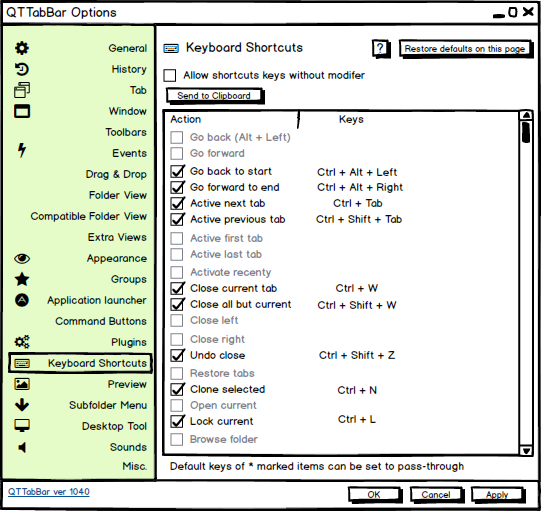 QTTabBar Options
General
History
Tab
Window
Toolbars
Events
Drag & Drop
Folder View
Compatible Folder View
Extra Views
Appearance
Groups
A Application launcher
Command Buttons
Plugins
Keyboard Shortcuts
Preview
Subfolder Menu
Desktop Tool
Sounds
Misc.
Keyboard Shortcuts
?
Restore defaults on this page
Allow shortcuts keys without modifer
Send to Clipboard
Action Keys
Go back (Alt + Left)
Go forward
Go back to start Ctrl + Alt + Left
Go forward to end Ctrl + Alt + Right
Active next tab Ctrl + Tab
Active previous tab Ctrl + Shift + Tab
Active first tab
Active last tab
Activate recenty
Close current tab Ctrl + W
Close all but current Ctrl + Shift + W
Close left
Close right
Undo close Ctrl + Shift + Z
Restore tabs
Clone selected Ctrl + N
Open current
Lock current Ctrl + L
Browse folder
Default keys of * marked items can be set to pass-through
QTTabBar ver 1040
OK Cancel Apply